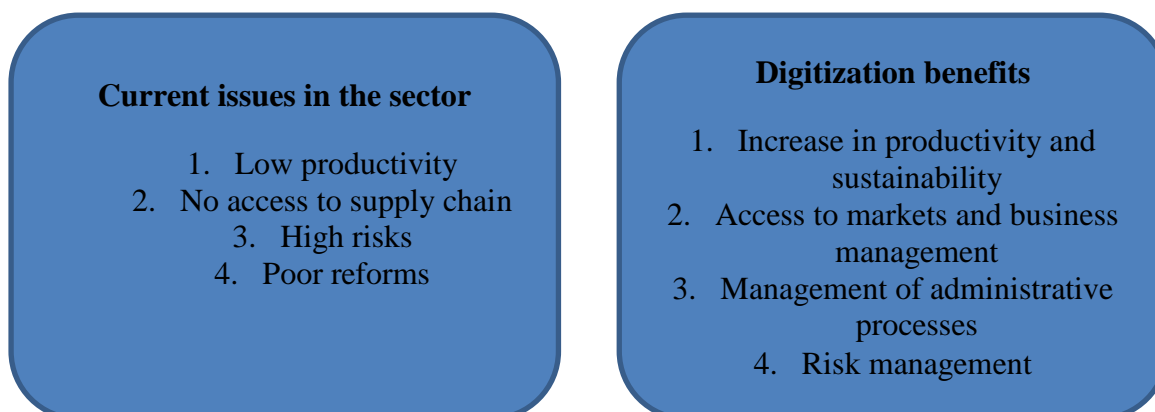 Current issues in the sector
1. Low productivity
2. No access to supply chain
3. High risks
4. Poor reforms
Digitization benefits
1. Increase in productivity and
sustainability
2. Access to markets and business
management
3. Management of administrative
processes
4. Risk management